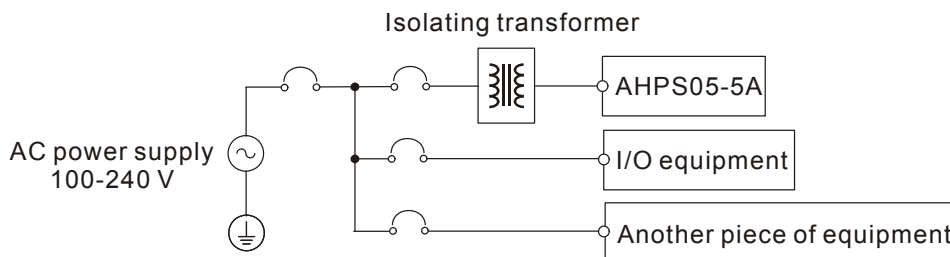 Isolating transformer
AHPS05-5A
AC power supply
100-240 V
I/O equipment
Another piece of equipment